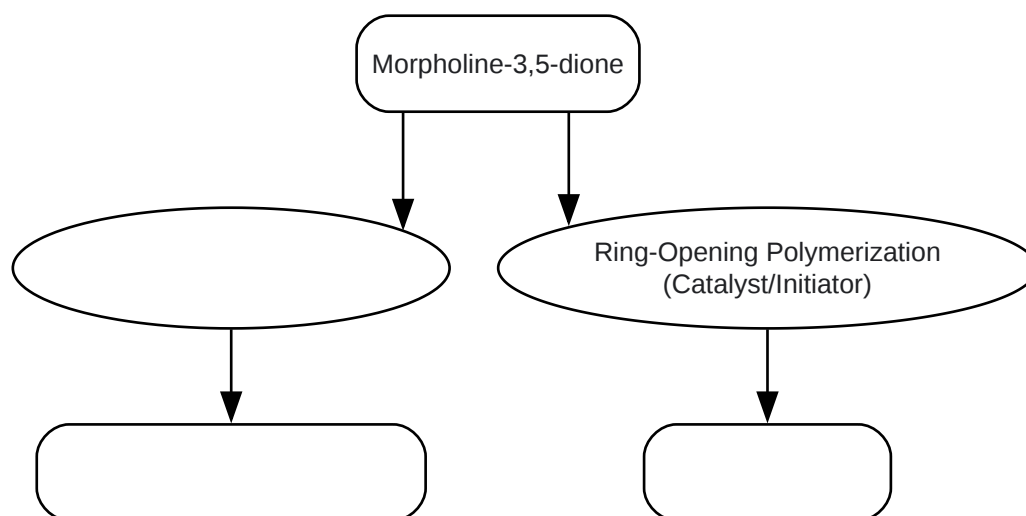 Morpholine-3,5-dione
Ring-Opening Polymerization
(Catalyst/Initiator)